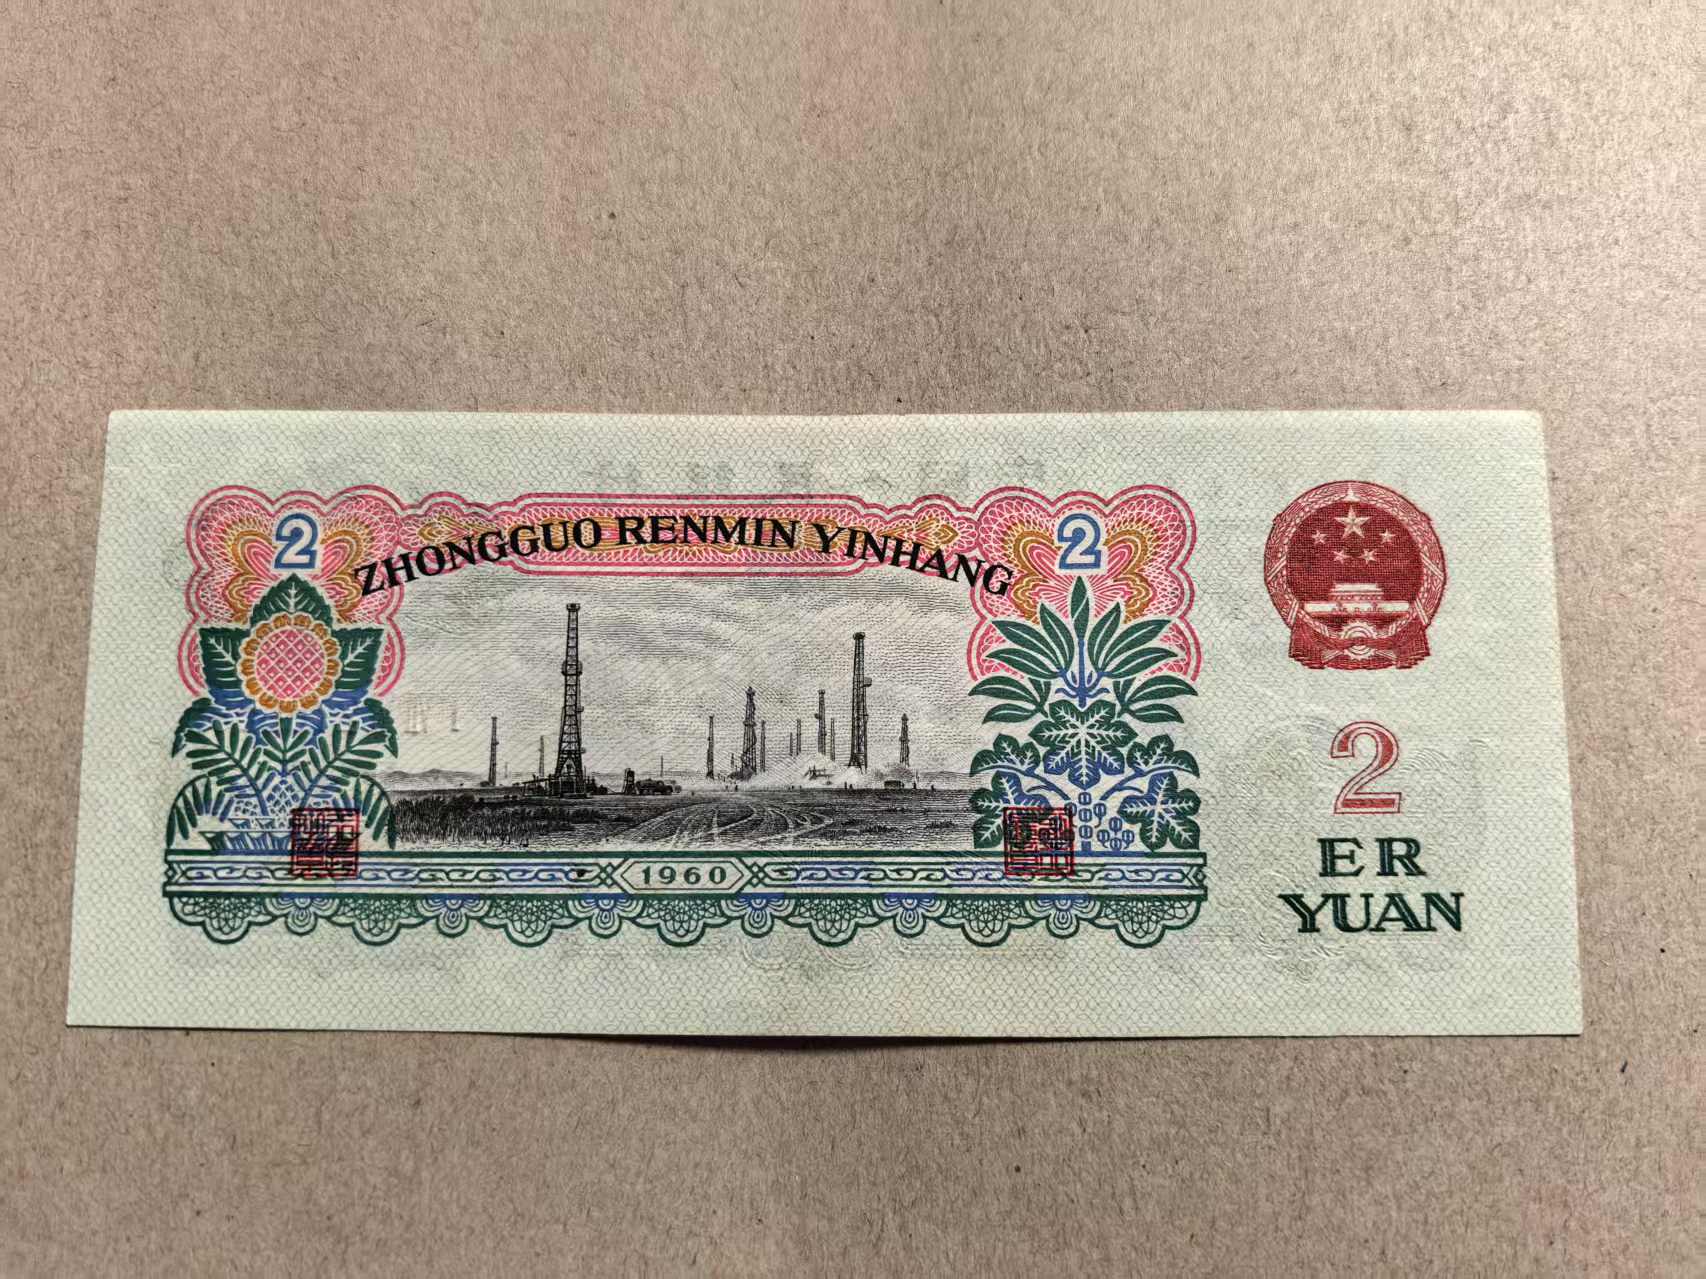 2 ZHONGGUO RENMIN YINHANG 2
1960
2
ER
YUAN